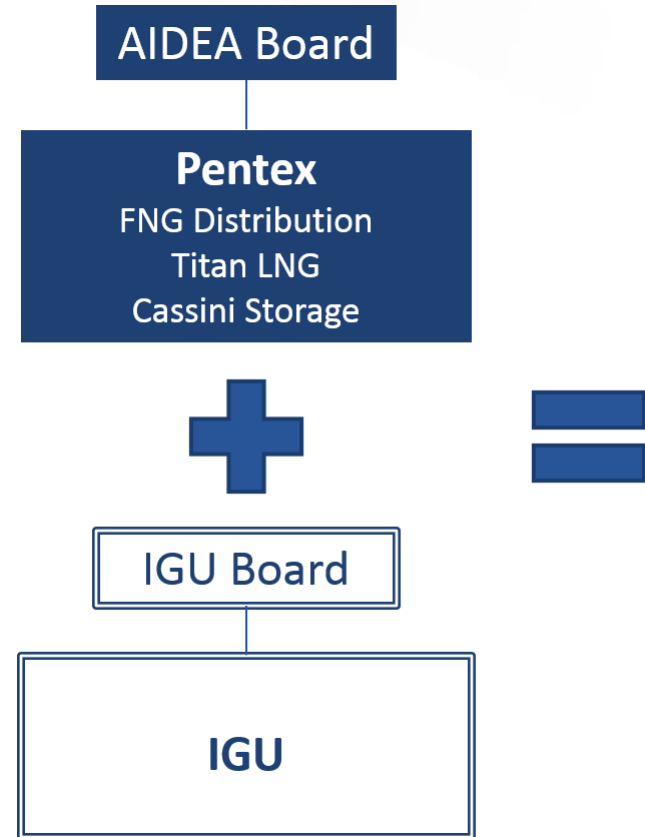 AIDEA Board
Pentex
FNG Distribution
Titan LNG
Cassini Storage
IGU Board
IGU